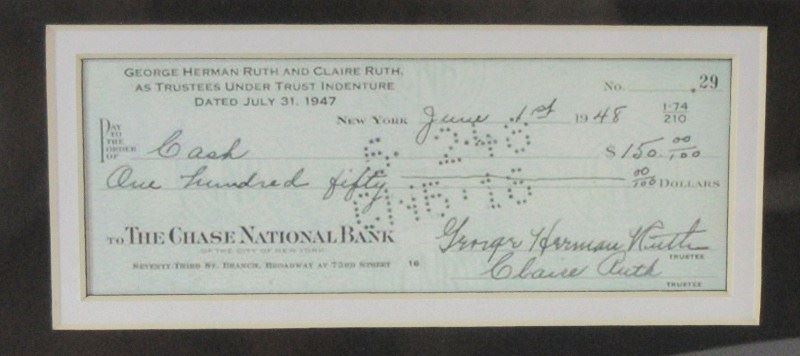 GEORGE HERMAN RUTH AND CLAIRE RUTH,
AS TRUSTEES UNDER TRUST INDENTURE
DATED JULY 31, 1947
No. 29
NEW YORK June 1st 1948 1-74
210
PAY
TO
THE
ORDER
OF Cash $150 00/100
One hundred fifty 00/100 DOLLARS
TO THE CHASE NATIONAL BANK
OF THE CITY OF NEW YORK
SEVENTY-THIRD ST. BRANCH, BROADWAY AT 73RD STREET 16
George Herman Ruth
TRUSTEE
Claire Ruth
TRUSTEE